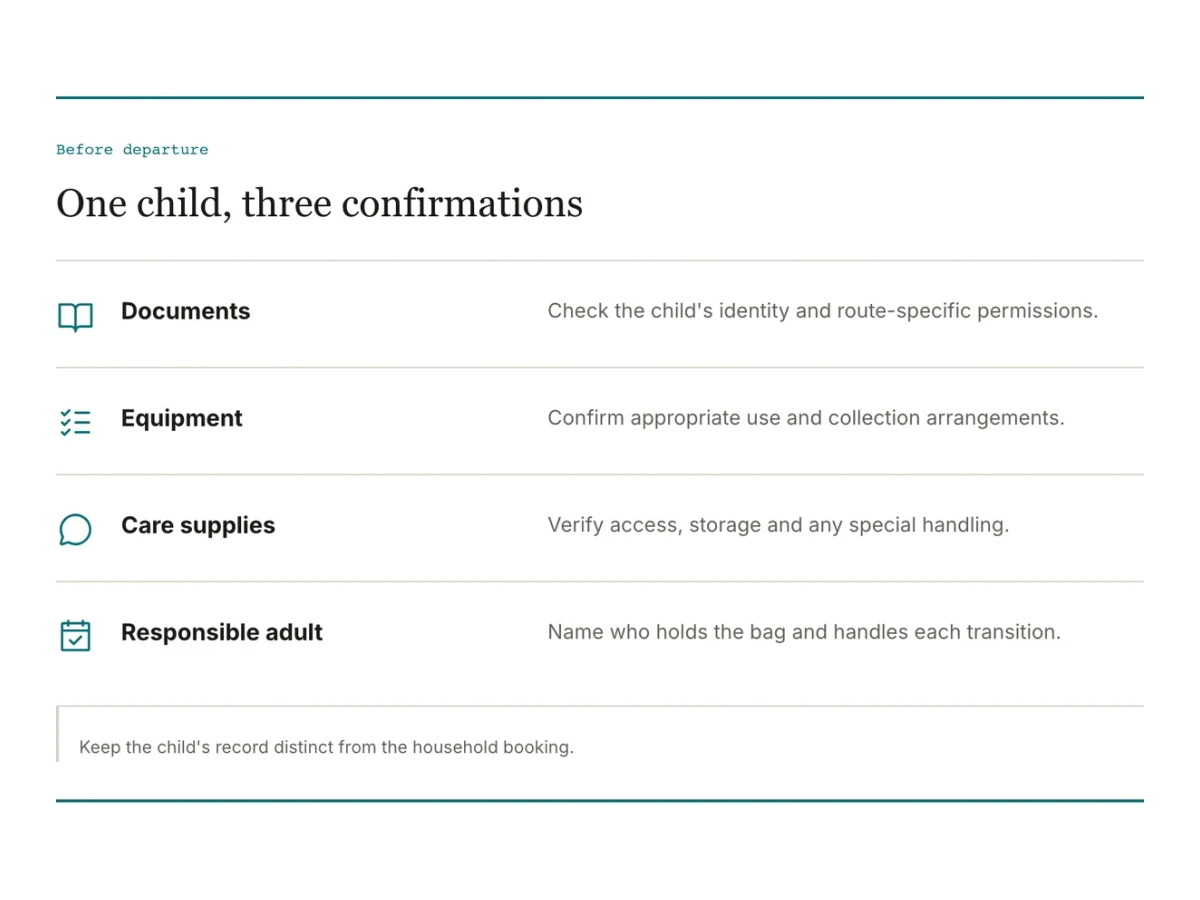 Before departure
One child, three confirmations
Documents
Check the child's identity and route-specific permissions.
Equipment
Confirm appropriate use and collection arrangements.
Care supplies
Verify access, storage and any special handling.
Responsible adult
Name who holds the bag and handles each transition.
Keep the child's record distinct from the household booking.